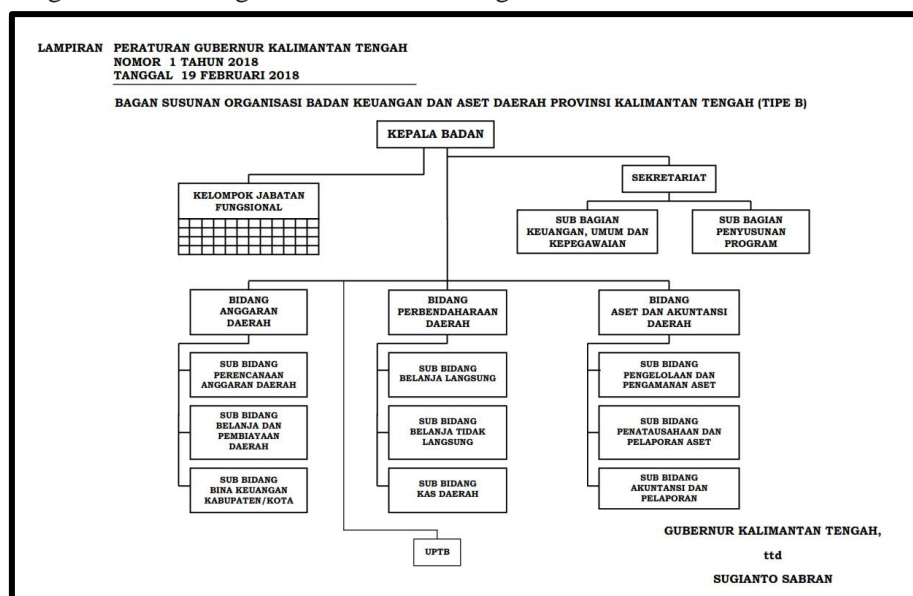 LAMPIRAN PERATURAN GUBERNUR KALIMANTAN TENGAH
NOMOR 1 TAHUN 2018
TANGGAL 19 FEBRUARI 2018
BAGAN SUSUNAN ORGANISASI BADAN KEUANGAN DAN ASET DAERAH PROVINSI KALIMANTAN TENGAH (TIPE B)
KEPALA BADAN
KELOMPOK JABATAN
FUNGSIONAL
SEKRETARIAT
SUB BAGIAN
KEUANGAN, UMUM DAN
KEPEGAWAIAN
SUB BAGIAN
PENYUSUNAN
PROGRAM
BIDANG
ANGGARAN
DAERAH
SUB BIDANG
PERENCANAAN
ANGGARAN DAERAH
SUB BIDANG
BELANJA DAN
PEMBIAYAAN
DAERAH
SUB BIDANG
BINA KEUANGAN
KABUPATEN/KOTA
BIDANG
PERBENDAHARAAN
DAERAH
SUB BIDANG
BELANJA LANGSUNG
SUB BIDANG
BELANJA TIDAK
LANGSUNG
SUB BIDANG
KAS DAERAH
BIDANG
ASET DAN AKUNTANSI
DAERAH
SUB BIDANG
PENGELOLAAN DAN
PENGAMANAN ASET
SUB BIDANG
PENATAUSAHAAN DAN
PELAPORAN ASET
SUB BIDANG
AKUNTANSI DAN
PELAPORAN
UPTB
GUBERNUR KALIMANTAN TENGAH,
ttd
SUGIANTO SABRAN